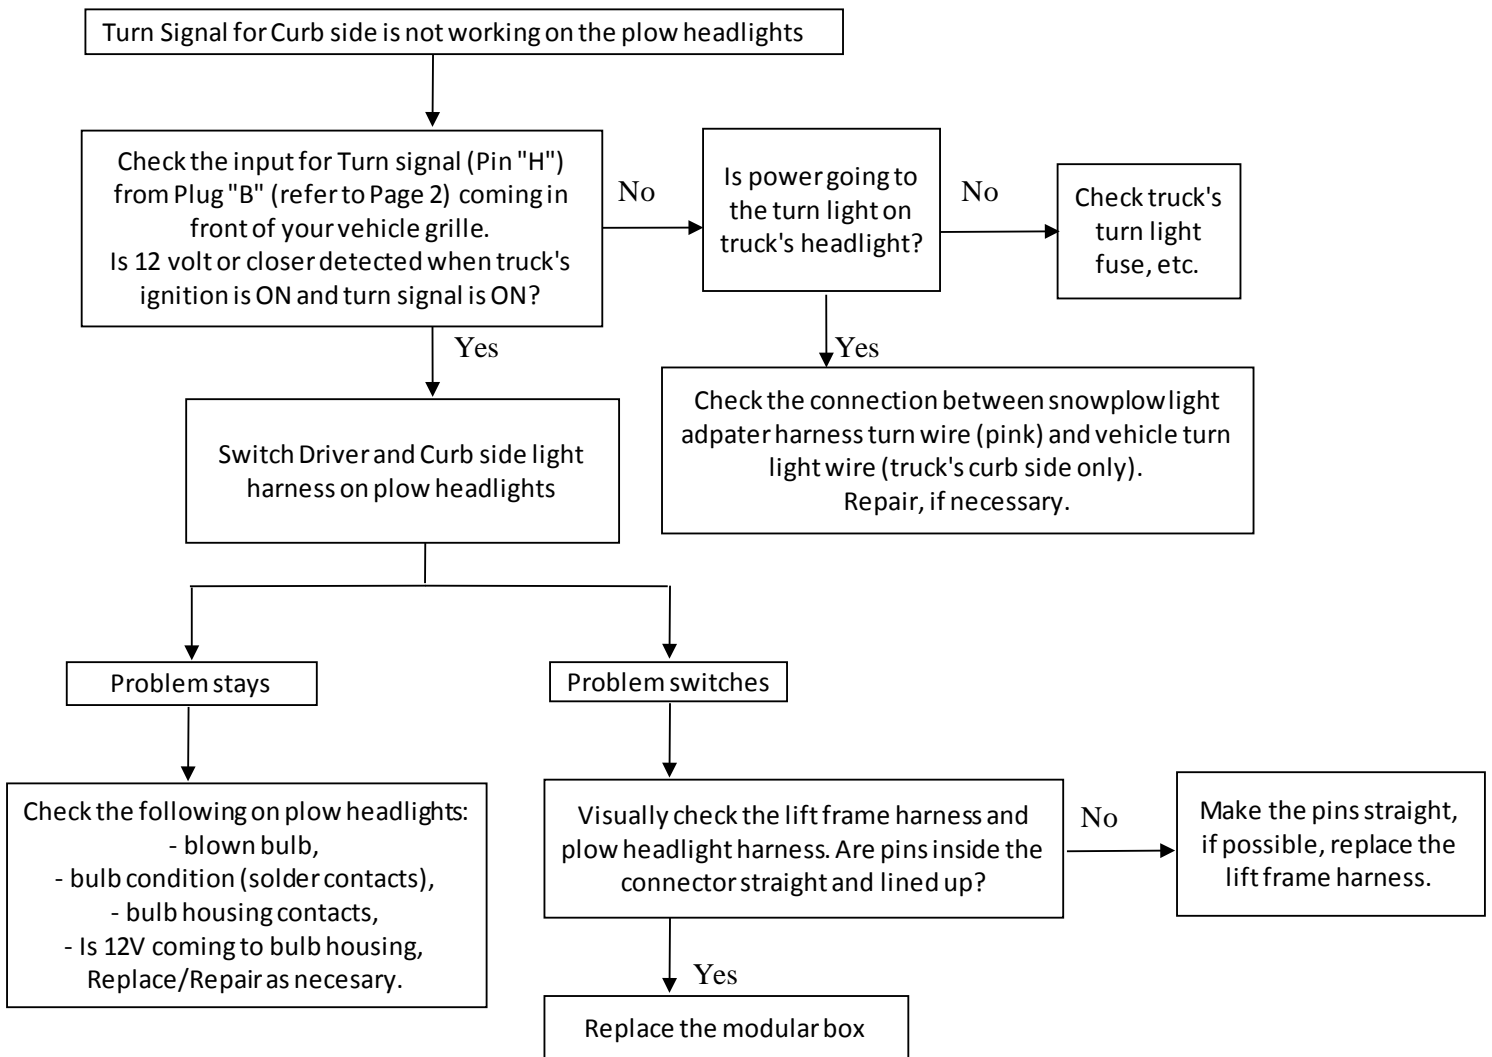 Turn Signal for Curb side is not working on the plow headlights
Check the input for Turn signal (Pin "H")
from Plug "B" (refer to Page 2) coming in
front of your vehicle grille.
Is 12 volt or closer detected when truck's
ignition is ON and turn signal is ON?
No
Is power going to
the turn light on
truck's headlight?
No
Check truck's
turn light
fuse, etc.
Yes
Yes
Switch Driver and Curb side light
harness on plow headlights
Check the connection between snowplow light
adpater harness turn wire (pink) and vehicle turn
light wire (truck's curb side only).
Repair, if necessary.
Problem stays
Problem switches
Check the following on plow headlights:
- blown bulb,
- bulb condition (solder contacts),
- bulb housing contacts,
- Is 12V coming to bulb housing,
Replace/Repair as necesary.
Visually check the lift frame harness and
plow headlight harness. Are pins inside the
connector straight and lined up?
No
Make the pins straight,
if possible, replace the
lift frame harness.
Yes
Replace the modular box